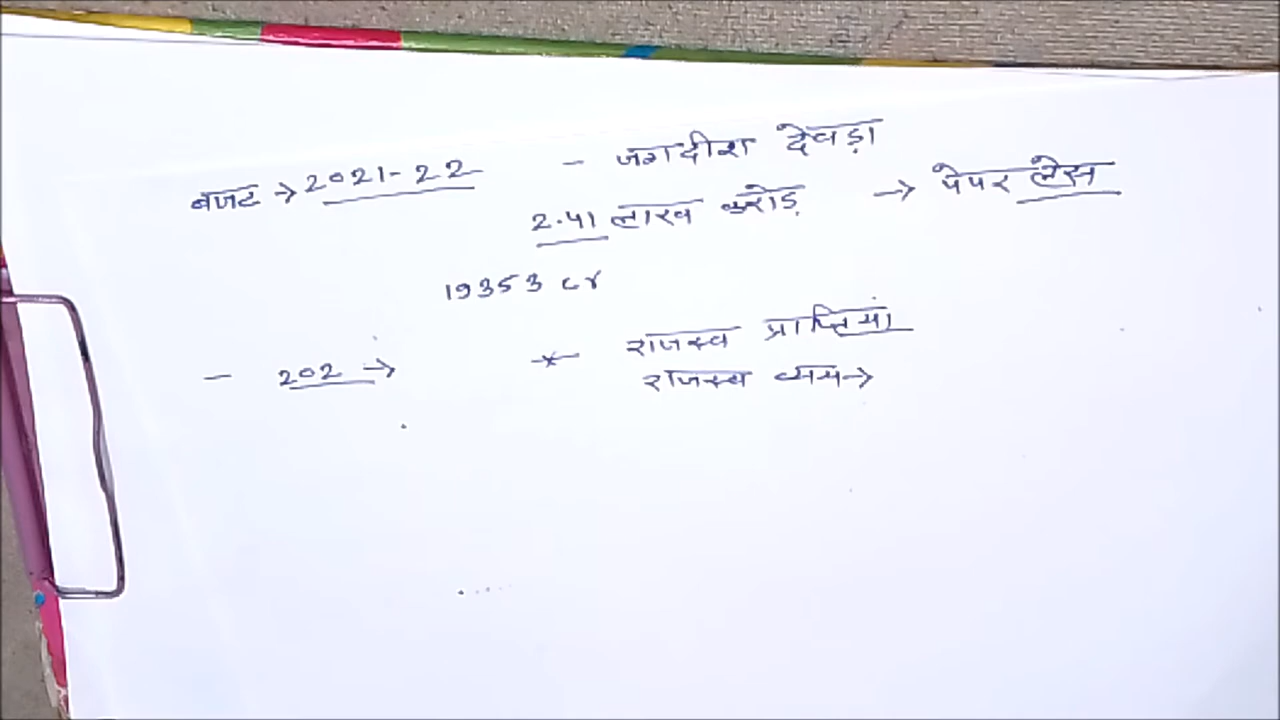 बजट → 2021-22 - जगदीश देवड़ा
2.41 लाख करोड़ → पेपर लेस
19353 cr
- 202 → * राजस्व प्राप्तियां
राजस्व व्यय →